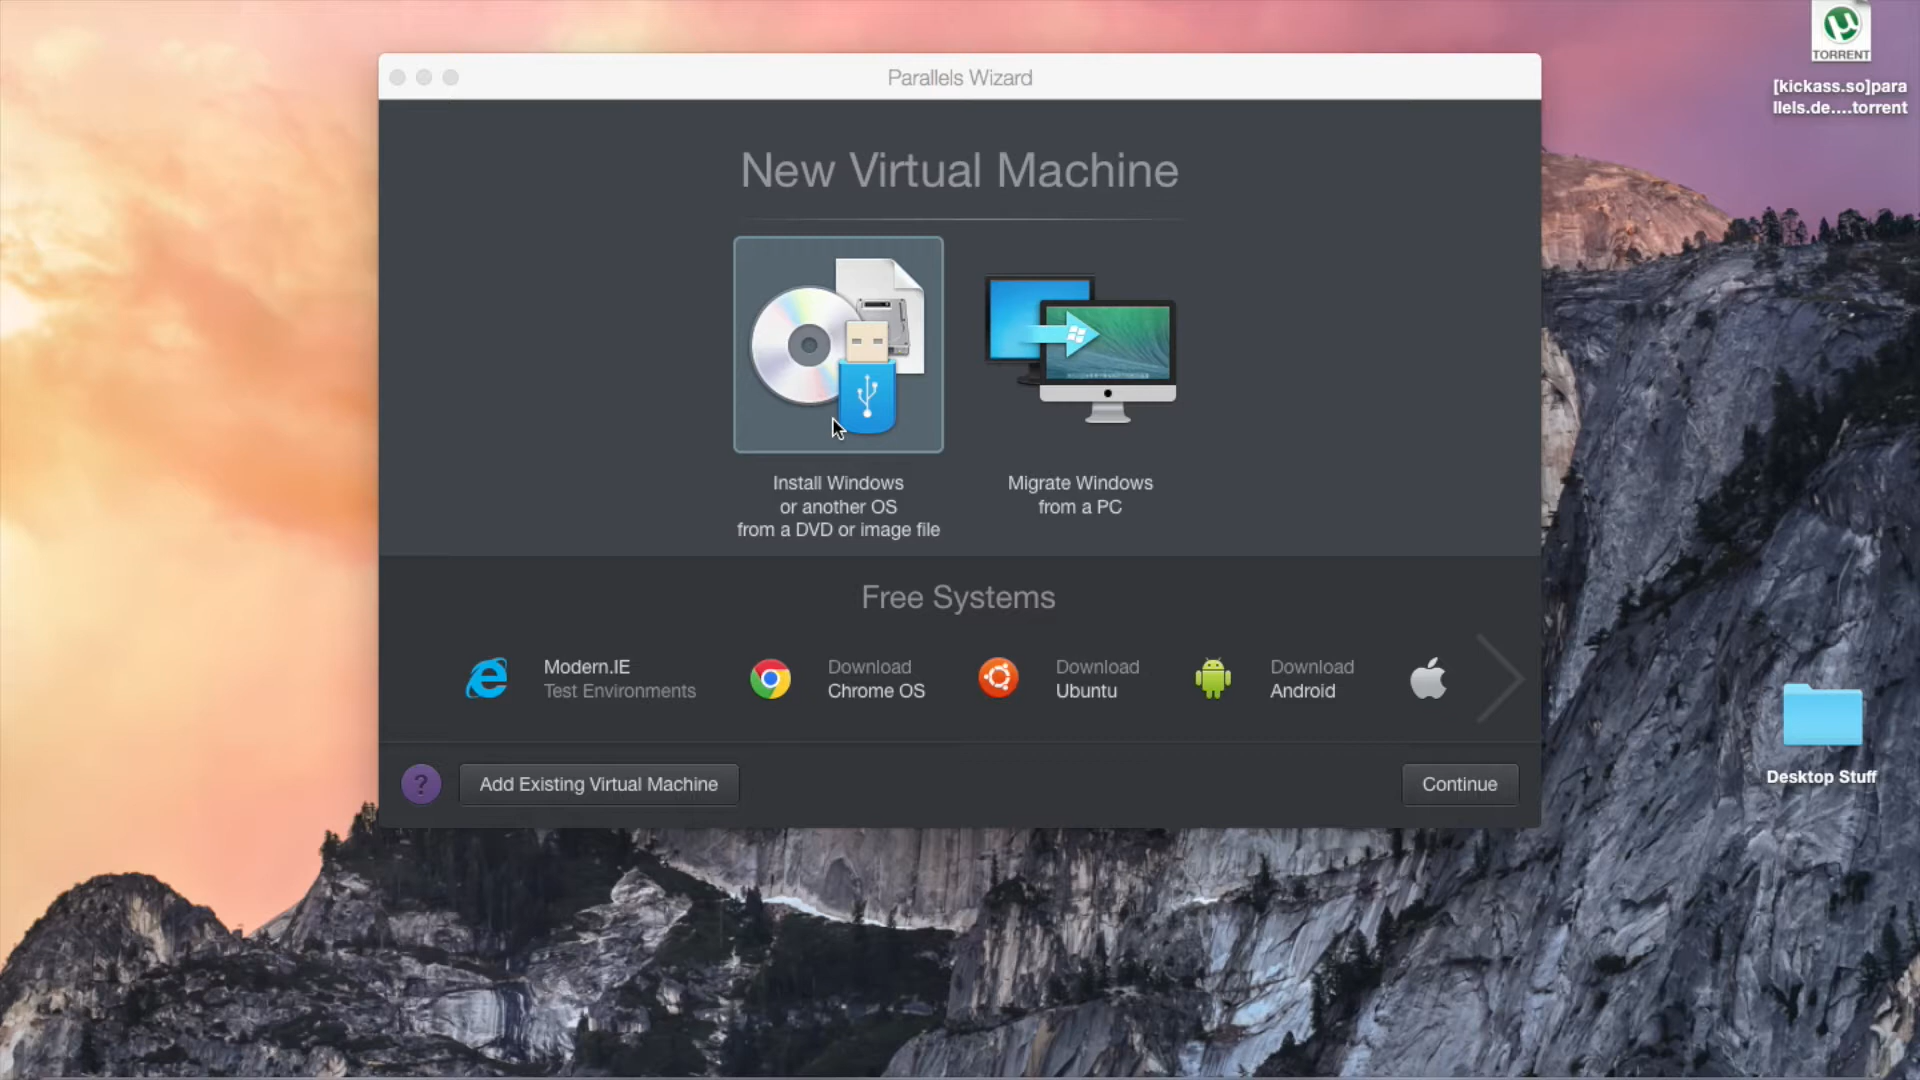 TORRENT
[kickass.so]para
llels.de....torrent
Parallels Wizard
New Virtual Machine
Install Windows
or another OS
from a DVD or image file
Migrate Windows
from a PC
Free Systems
Modern.IE
Test Environments
Download
Chrome OS
Download
Ubuntu
Download
Android
Desktop Stuff
?
Add Existing Virtual Machine
Continue